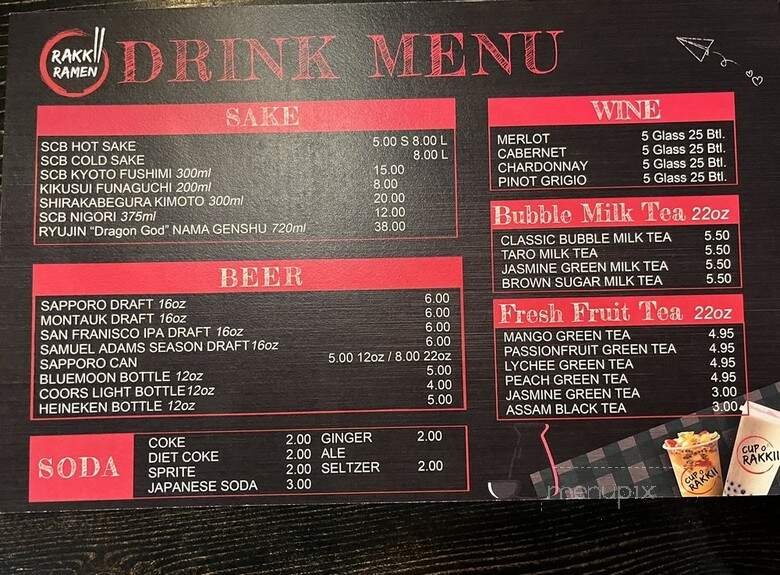 RAKKII
RAMEN
DRINK MENU
SAKE
SCB HOT SAKE 5.00 S 8.00 L
SCB COLD SAKE 8.00 L
SCB KYOTO FUSHIMI 300ml 15.00
KIKUSUI FUNAGUCHI 200ml 8.00
SHIRAKABEGURA KIMOTO 300ml 20.00
SCB NIGORI 375ml 12.00
RYUJIN “Dragon God” NAMA GENSHU 720ml 38.00
BEER
SAPPORO DRAFT 16oz 6.00
MONTAUK DRAFT 16oz 6.00
SAN FRANISCO IPA DRAFT 16oz 6.00
SAMUEL ADAMS SEASON DRAFT 16oz 6.00
SAPPORO CAN 5.00 12oz / 8.00 22oz
BLUEMOON BOTTLE 12oz 5.00
COORS LIGHT BOTTLE 12oz 4.00
HEINEKEN BOTTLE 12oz 5.00
SODA
COKE 2.00 GINGER 2.00
DIET COKE 2.00 ALE
SPRITE 2.00 SELTZER 2.00
JAPANESE SODA 3.00
WINE
MERLOT 5 Glass 25 Btl.
CABERNET 5 Glass 25 Btl.
CHARDONNAY 5 Glass 25 Btl.
PINOT GRIGIO 5 Glass 25 Btl.
Bubble Milk Tea 22oz
CLASSIC BUBBLE MILK TEA 5.50
TARO MILK TEA 5.50
JASMINE GREEN MILK TEA 5.50
BROWN SUGAR MILK TEA 5.50
Fresh Fruit Tea 22oz
MANGO GREEN TEA 4.95
PASSIONFRUIT GREEN TEA 4.95
LYCHEE GREEN TEA 4.95
PEACH GREEN TEA 4.95
JASMINE GREEN TEA 3.00
ASSAM BLACK TEA 3.00
CUP O'
RAKKII
CUP O'
RAKKII
menupix